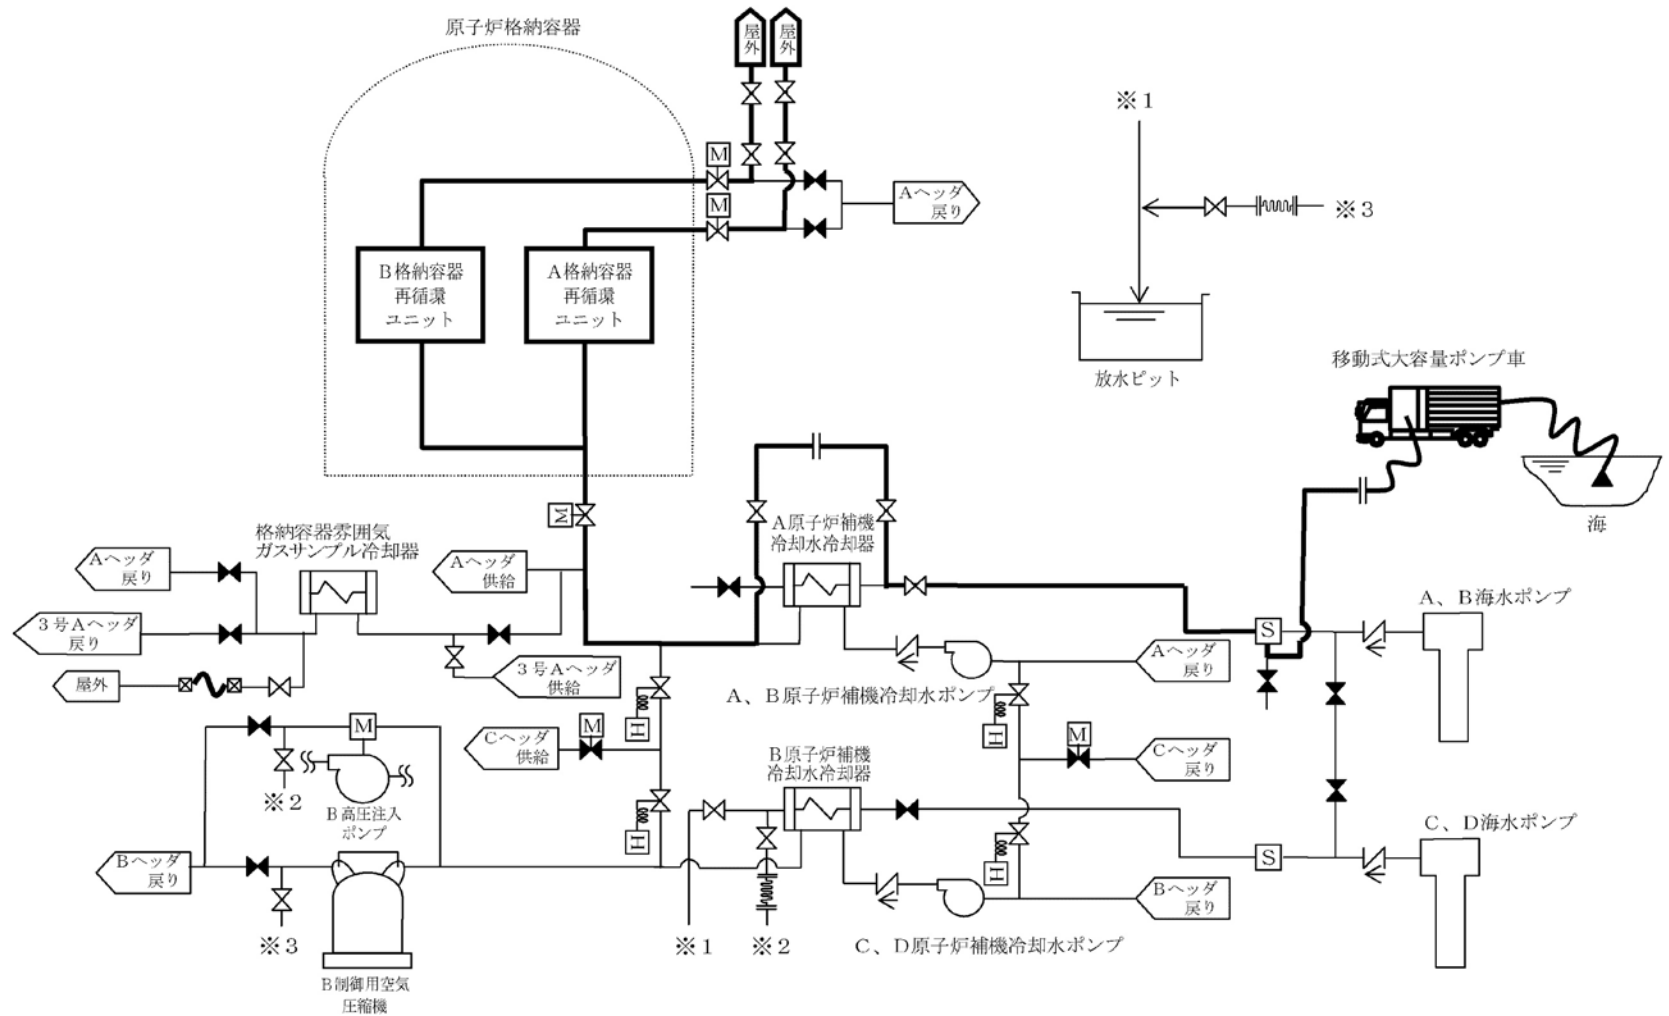 原子炉格納容器
屋外
屋外
M
M
Aヘッダ
戻り
※1
※3
B格納容器
再循環
ユニット
A格納容器
再循環
ユニット
放水ピット
移動式大容量ポンプ車
海
M
A原子炉補機
冷却水冷却器
格納容器雰囲気
ガスサンプル冷却器
Aヘッダ
戻り
Aヘッダ
供給
3号Aヘッダ
戻り
3号Aヘッダ
供給
屋外
S
A、B海水ポンプ
Aヘッダ
戻り
A、B原子炉補機冷却水ポンプ
H
H
M
Cヘッダ
供給
M
Cヘッダ
戻り
M
※2
B高圧注入
ポンプ
B原子炉補機
冷却水冷却器
H
H
C、D海水ポンプ
S
Bヘッダ
戻り
Bヘッダ
戻り
※3
※1
※2
C、D原子炉補機冷却水ポンプ
B制御用空気
圧縮機